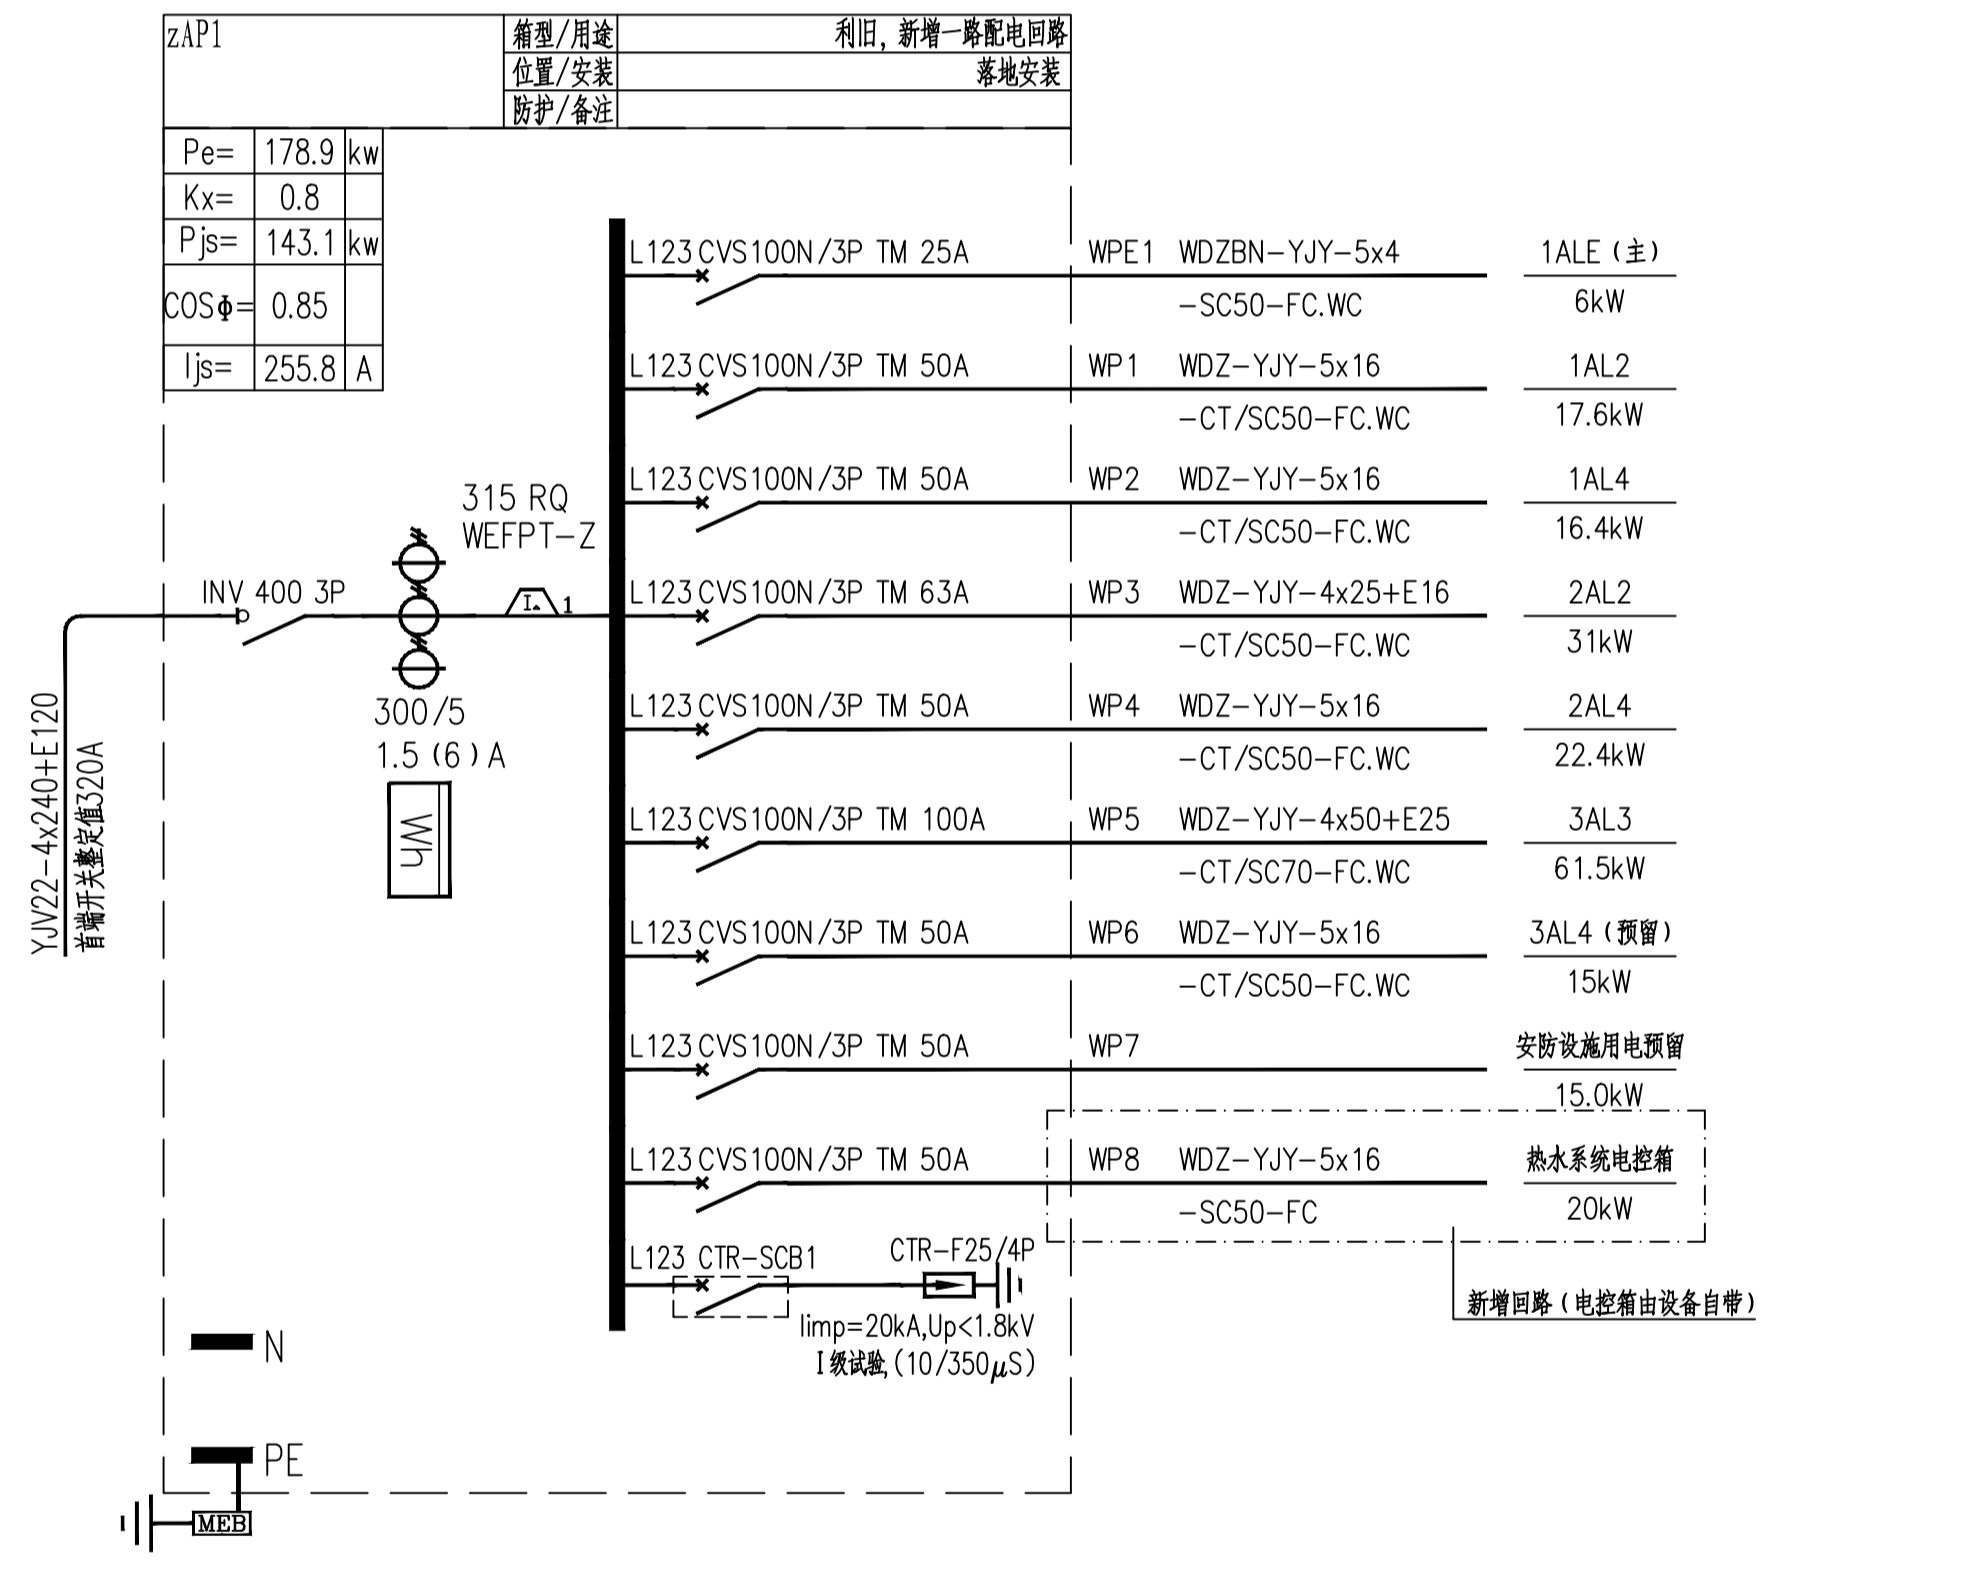 zAP1
箱型/用途 利旧，新增一路配电回路
位置/安装 落地安装
防护/备注
Pe= 178.9 kw
Kx= 0.8
Pjs= 143.1 kw
COSΦ= 0.85
Ijs= 255.8 A
YJV22-4x240+E120
首端开关整定值320A
INV 400 3P
315 RQ
WEFPT-Z
1
300/5
1.5(6)A
Wh
L123 CVS100N/3P TM 25A WPE1 WDZBN-YJY-5x4 1ALE(主)
-SC50-FC.WC 6kW
L123 CVS100N/3P TM 50A WP1 WDZ-YJY-5x16 1AL2
-CT/SC50-FC.WC 17.6kW
L123 CVS100N/3P TM 50A WP2 WDZ-YJY-5x16 1AL4
-CT/SC50-FC.WC 16.4kW
L123 CVS100N/3P TM 63A WP3 WDZ-YJY-4x25+E16 2AL2
-CT/SC50-FC.WC 31kW
L123 CVS100N/3P TM 50A WP4 WDZ-YJY-5x16 2AL4
-CT/SC50-FC.WC 22.4kW
L123 CVS100N/3P TM 100A WP5 WDZ-YJY-4x50+E25 3AL3
-CT/SC70-FC.WC 61.5kW
L123 CVS100N/3P TM 50A WP6 WDZ-YJY-5x16 3AL4(预留)
-CT/SC50-FC.WC 15kW
L123 CVS100N/3P TM 50A WP7 安防设施用电预留
15.0kW
L123 CVS100N/3P TM 50A WP8 WDZ-YJY-5x16 热水系统电控箱
-SC50-FC 20kW
L123 CTR-SCB1 CTR-F25/4P
Iimp=20kA,Up<1.8kV
I级试验,(10/350μS)
新增回路(电控箱由设备自带)
N
PE
MEB